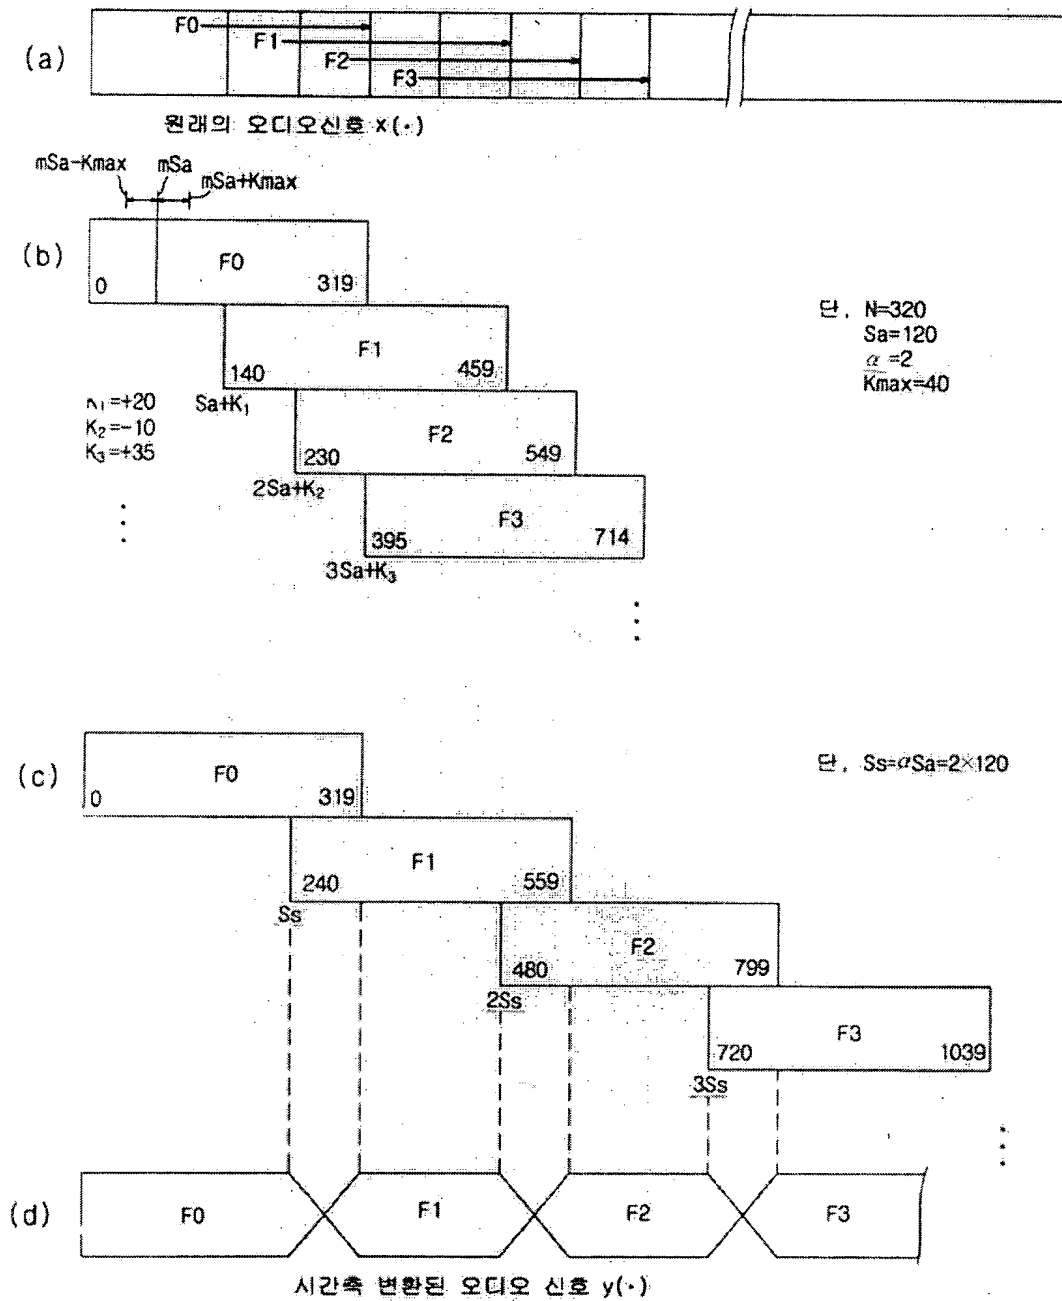 (a)
F0
F1
F2
F3
원래의 오디오신호 x(·)
mSa-Kmax
mSa
mSa+Kmax
(b)
0
F0
319
140
F1
459
Sa+K₁
단, N=320
Sa=120
α=2
Kmax=40
K₁=+20
K₂=-10
K₃=+35
230
F2
549
2Sa+K₂
395
F3
714
3Sa+K₃
(c)
0
F0
319
단, Ss=αSa=2×120
240
F1
559
Ss
480
F2
799
2Ss
720
F3
1039
3Ss
(d)
F0
F1
F2
F3
시간축 변환된 오디오 신호 y(·)